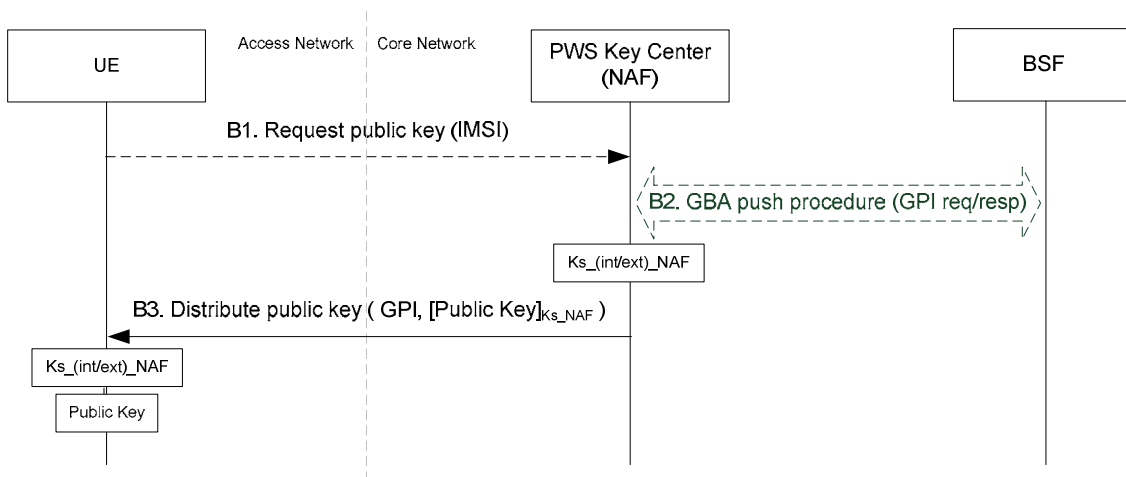 Access Network
Core Network
UE
PWS Key Center
(NAF)
BSF
B1. Request public key (IMSI)
B2. GBA push procedure (GPI req/resp)
Ks_(int/ext)_NAF
B3. Distribute public key ( GPI, [Public Key]Ks_NAF )
Ks_(int/ext)_NAF
Public Key